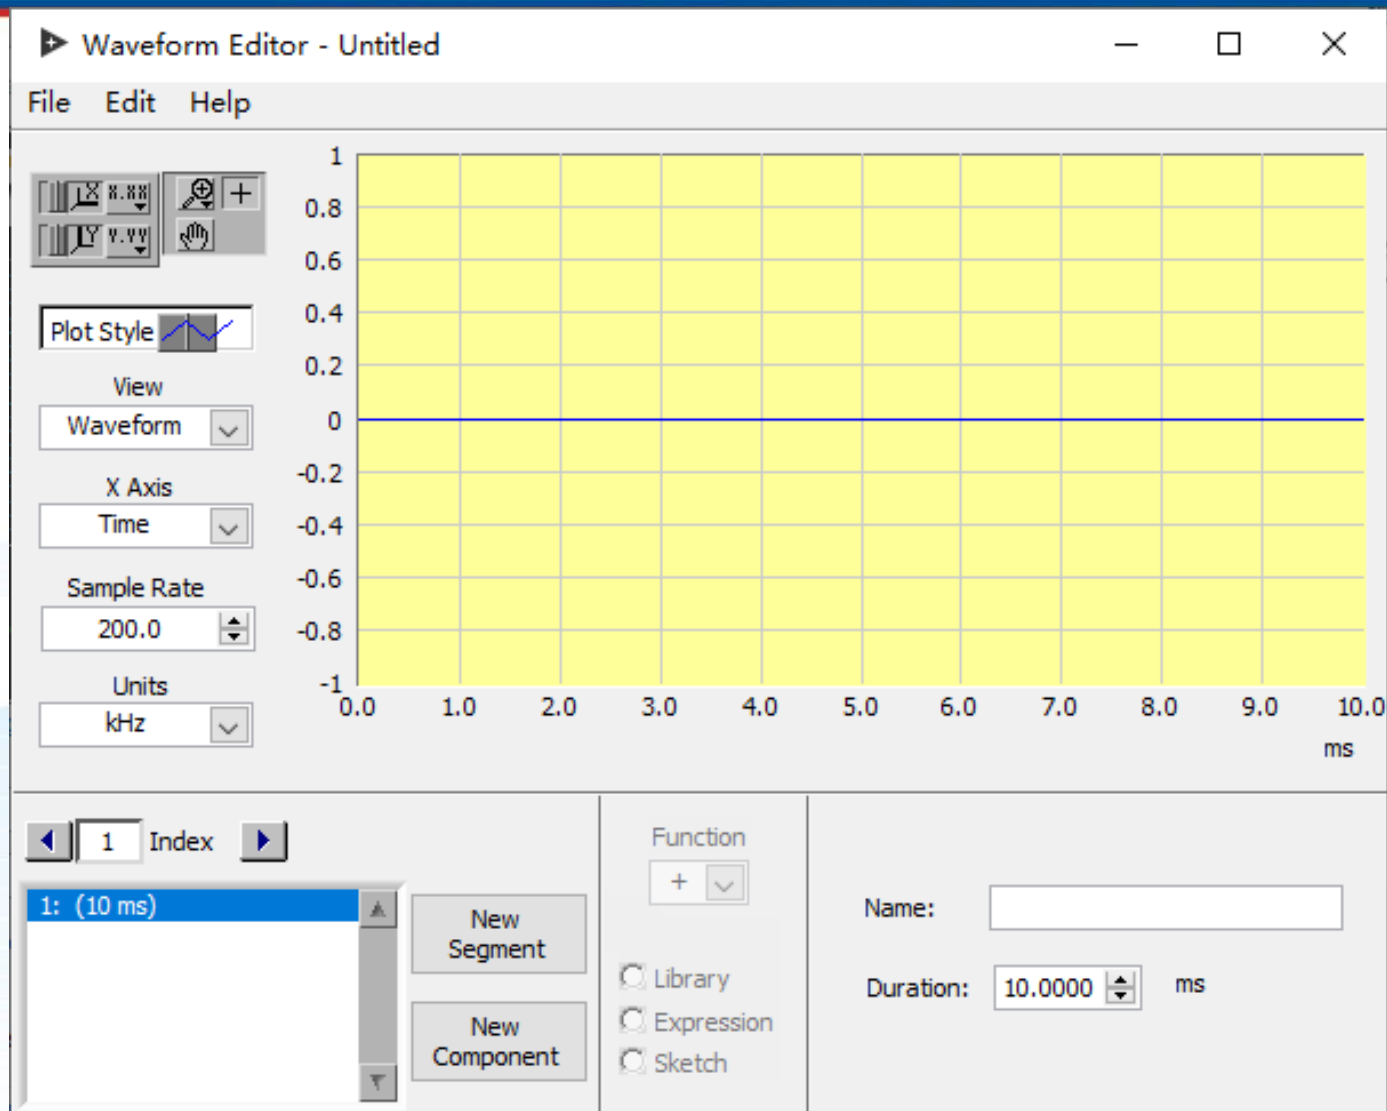 Waveform Editor - Untitled
File Edit Help
X X.XX
Y Y.YY
Plot Style
View
Waveform
X Axis
Time
Sample Rate
200.0
Units
kHz
1
0.8
0.6
0.4
0.2
0
-0.2
-0.4
-0.6
-0.8
-1
0.0 1.0 2.0 3.0 4.0 5.0 6.0 7.0 8.0 9.0 10.0
ms
1 Index
1: (10 ms)
New
Segment
New
Component
Function
+
Library
Expression
Sketch
Name:
Duration: 10.0000 ms